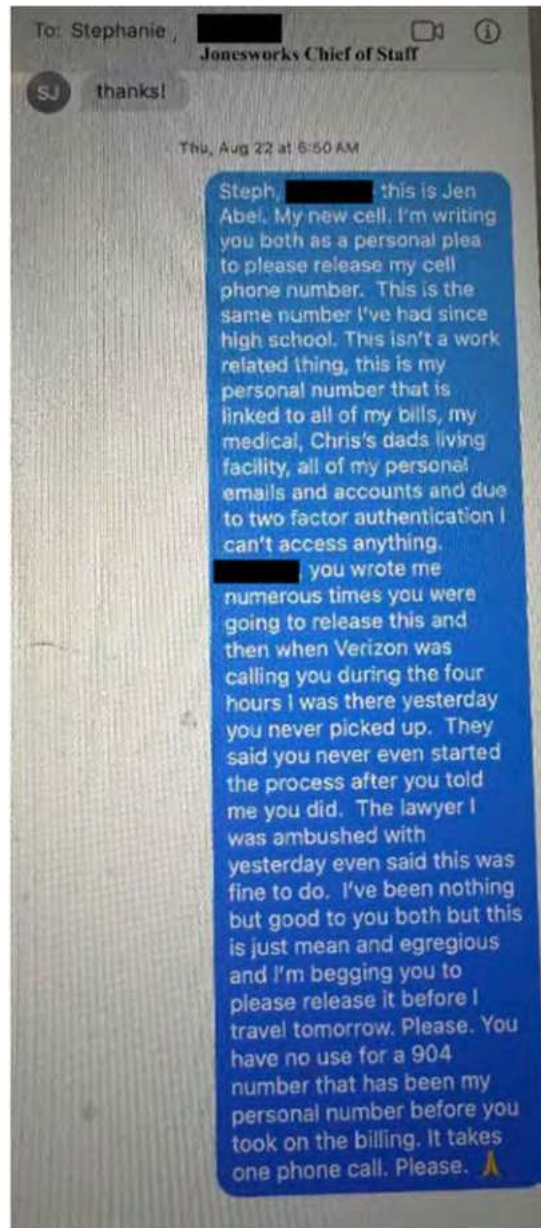 To: Stephanie ,
Jonesworks Chief of Staff
SJ
thanks!
Thu, Aug 22 at 6:50 AM
Steph, this is Jen
Abel. My new cell. I'm writing
you both as a personal plea
to please release my cell
phone number. This is the
same number I've had since
high school. This isn't a work
related thing, this is my
personal number that is
linked to all of my bills, my
medical, Chris's dads living
facility, all of my personal
emails and accounts and due
to two factor authentication I
can't access anything.
, you wrote me
numerous times you were
going to release this and
then when Verizon was
calling you during the four
hours I was there yesterday
you never picked up. They
said you never even started
the process after you told
me you did. The lawyer I
was ambushed with
yesterday even said this was
fine to do. I've been nothing
but good to you both but this
is just mean and egregious
and I'm begging you to
please release it before I
travel tomorrow. Please. You
have no use for a 904
number that has been my
personal number before you
took on the billing. It takes
one phone call. Please. 🙏